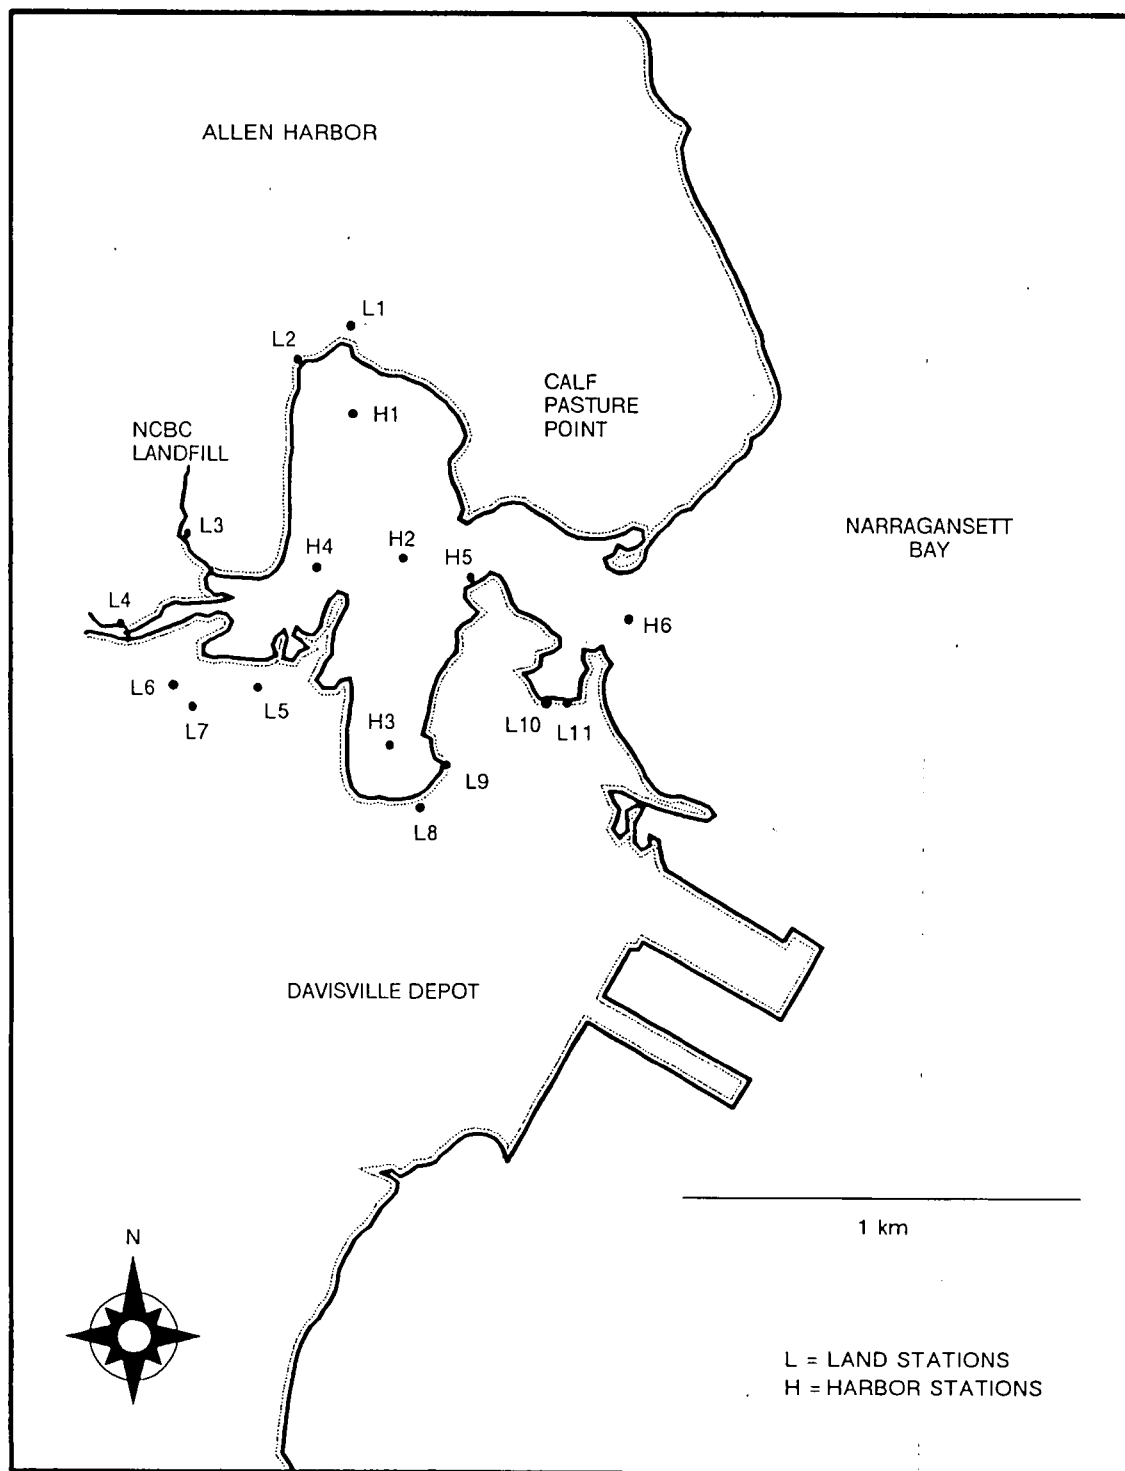 ALLEN HARBOR
L1
L2
CALF
PASTURE
POINT
H1
NCBC
LANDFILL
L3
NARRAGANSETT
BAY
H4
H2
H5
L4
H6
L6
L5
L7
L10
L11
H3
L9
L8
DAVISVILLE DEPOT
1 km
N
L = LAND STATIONS
H = HARBOR STATIONS